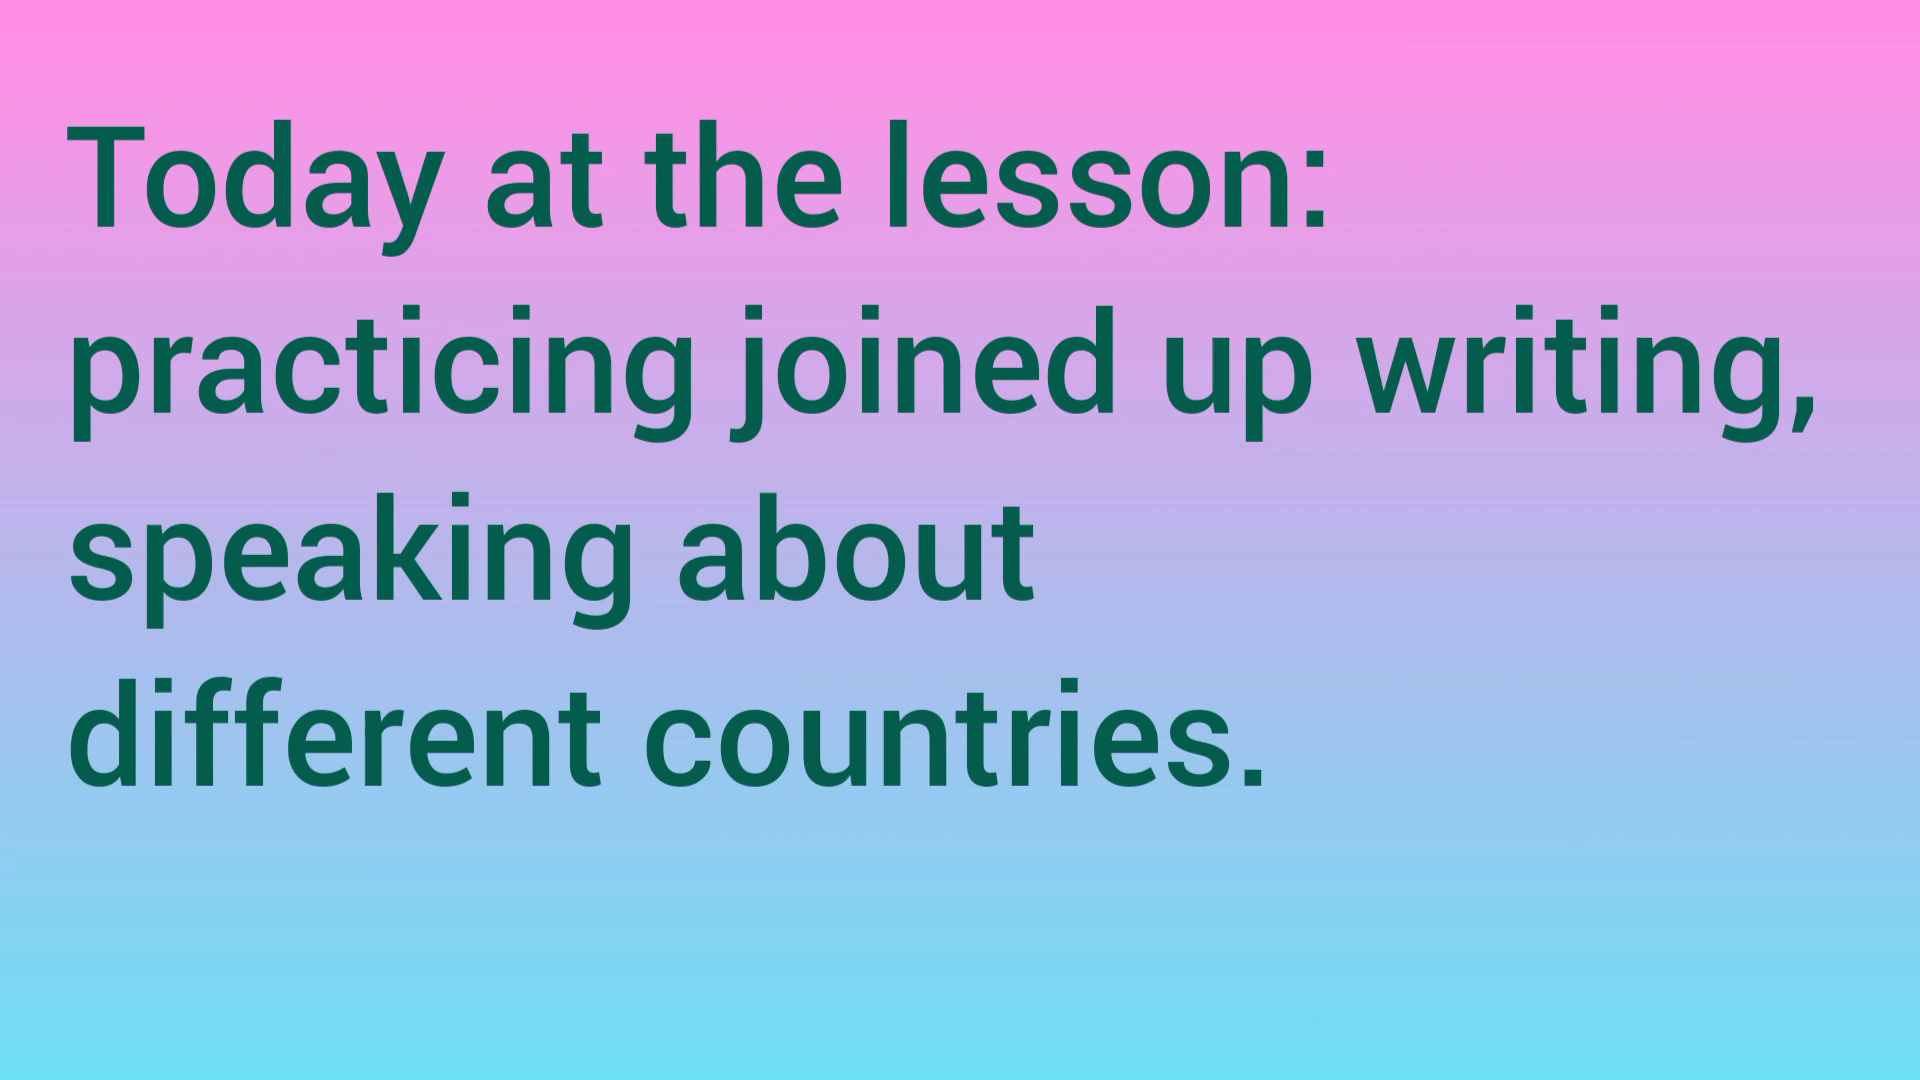 Today at the lesson:
practicing joined up writing,
speaking about
different countries.